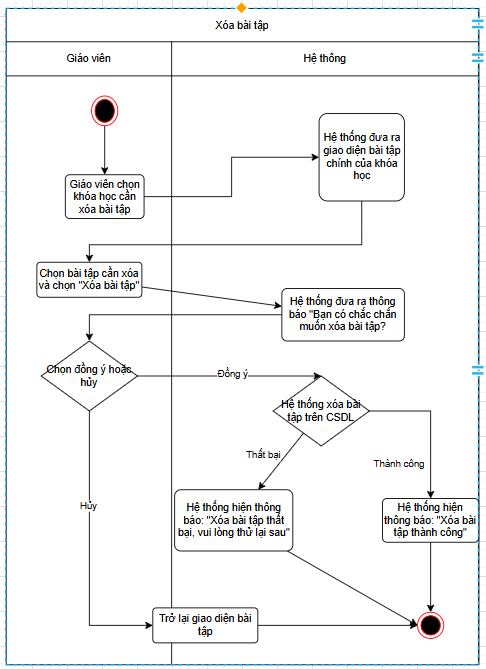 Xóa bài tập
Giáo viên
Hệ thống
Hệ thống đưa ra
giao diện bài tập
chính của khóa
học
Giáo viên chọn
khóa học cần
xóa bài tập
Chọn bài tập cần xóa
và chọn "Xóa bài tập"
Hệ thống đưa ra thông
báo "Bạn có chắc chắn
muốn xóa bài tập?
Chọn đồng ý hoặc
hủy
Đồng ý
Hệ thống xóa bài
tập trên CSDL
Thất bại
Thành công
Hủy
Hệ thống hiện thông
báo: "Xóa bài tập thất
bại, vui lòng thử lại sau"
Hệ thống hiện
thông báo: "Xóa bài
tập thành công"
Trở lại giao diện bài
tập